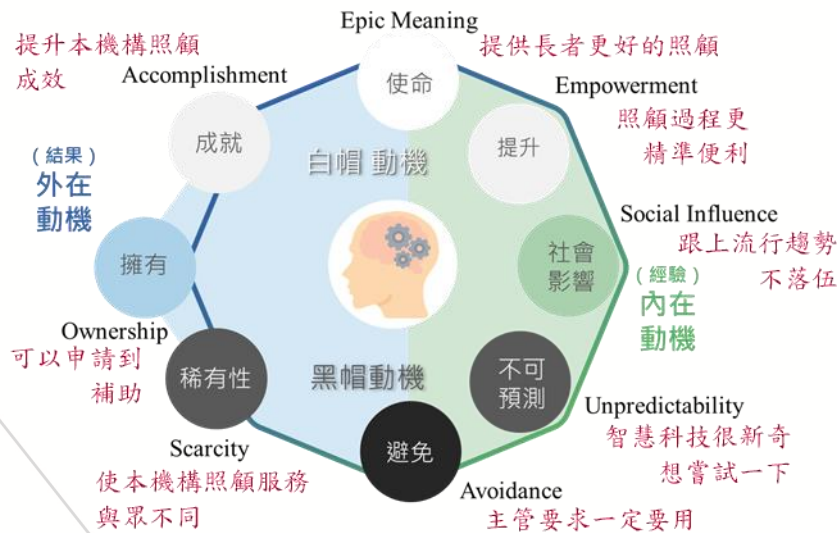 Epic Meaning
提升本機構照顧
成效
Accomplishment
使命
提供長者更好的照顧
Empowerment
照顧過程更
精準便利
成就
提升
白帽 動機
（結果）
外在
動機
Social Influence
跟上流行趨勢
不落伍
擁有
社會
影響
（經驗）
內在
動機
Ownership
可以申請到
補助
稀有性
黑帽動機
不可
預測
Unpredictability
智慧科技很新奇
想嘗試一下
Scarcity
使本機構照顧服務
與眾不同
避免
Avoidance
主管要求一定要用